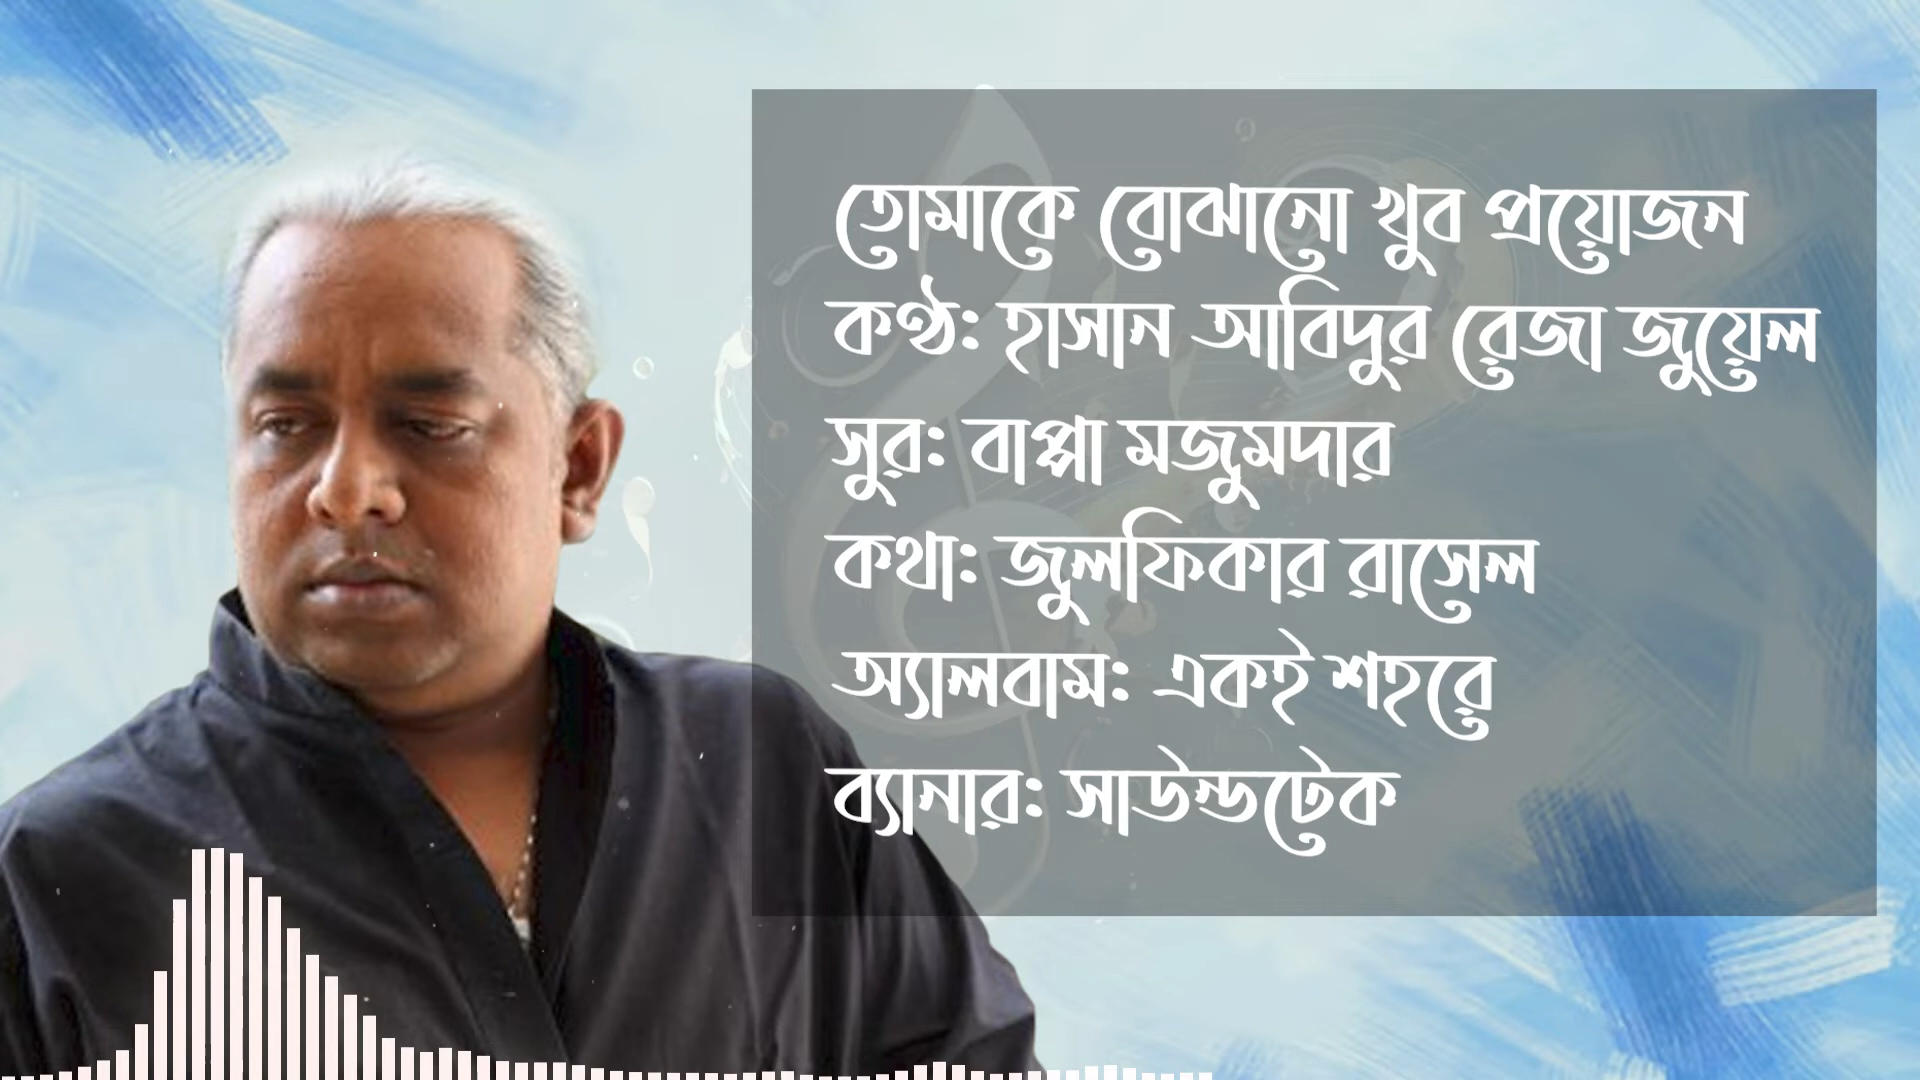 তোমাকে বোঝানো খুব প্রয়োজন
কণ্ঠ: হাসান আবিদুর রেজা জুয়েল
সুর: বাপ্পা মজুমদার
কথা: জুলফিকার রাসেল
অ্যালবাম: একই শহরে
ব্যানার: সাউন্ডটেক